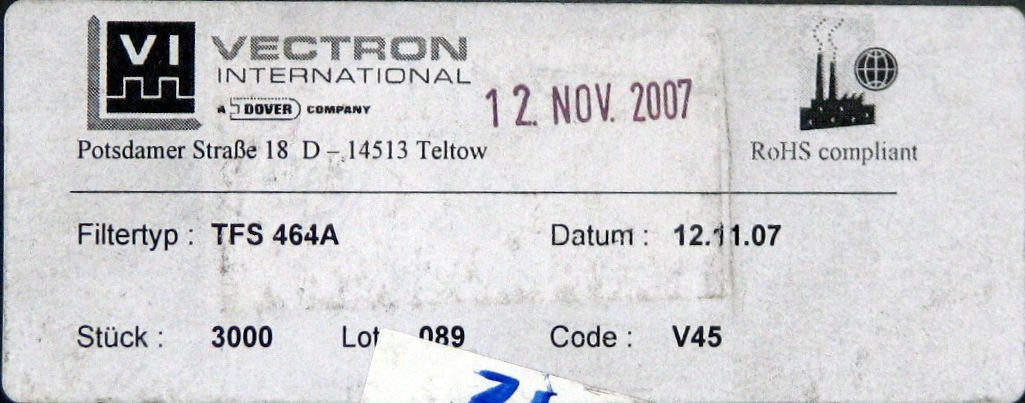 VI VECTRON
INTERNATIONAL
A DOVER COMPANY
12. NOV. 2007
Potsdamer Straße 18 D – 14513 Teltow
RoHS compliant
Filtertyp : TFS 464A Datum : 12.11.07
Stück : 3000 Lot 089 Code : V45